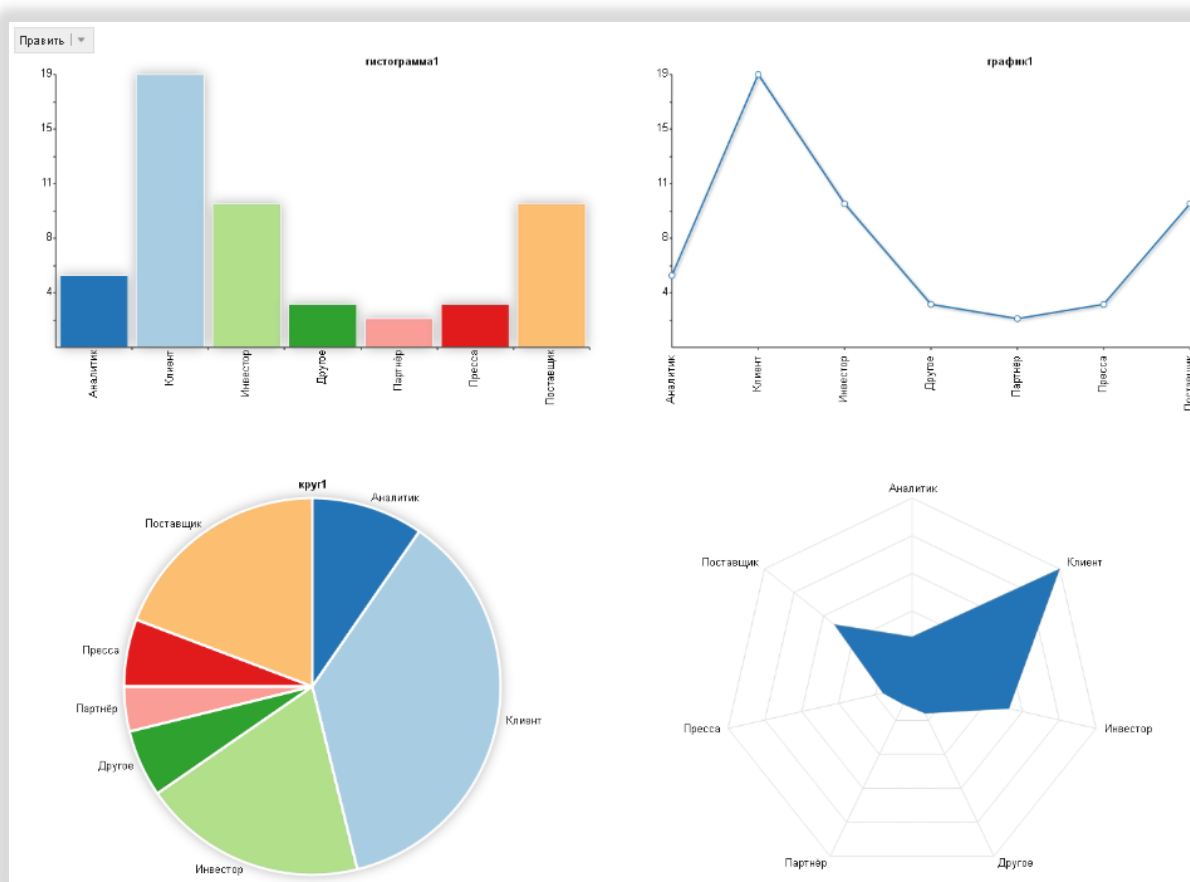 Править
гистограмма1
19
15
11
8
4
Аналитик
Клиент
Инвестор
Другое
Партнёр
Пресса
Поставщик
график1
19
15
11
8
4
Аналитик
Клиент
Инвестор
Другое
Партнёр
Пресса
Поставщик
круг1
Аналитик
Поставщик
Пресса
Партнёр
Клиент
Другое
Инвестор
Аналитик
Поставщик
Клиент
Пресса
Инвестор
Партнёр
Другое